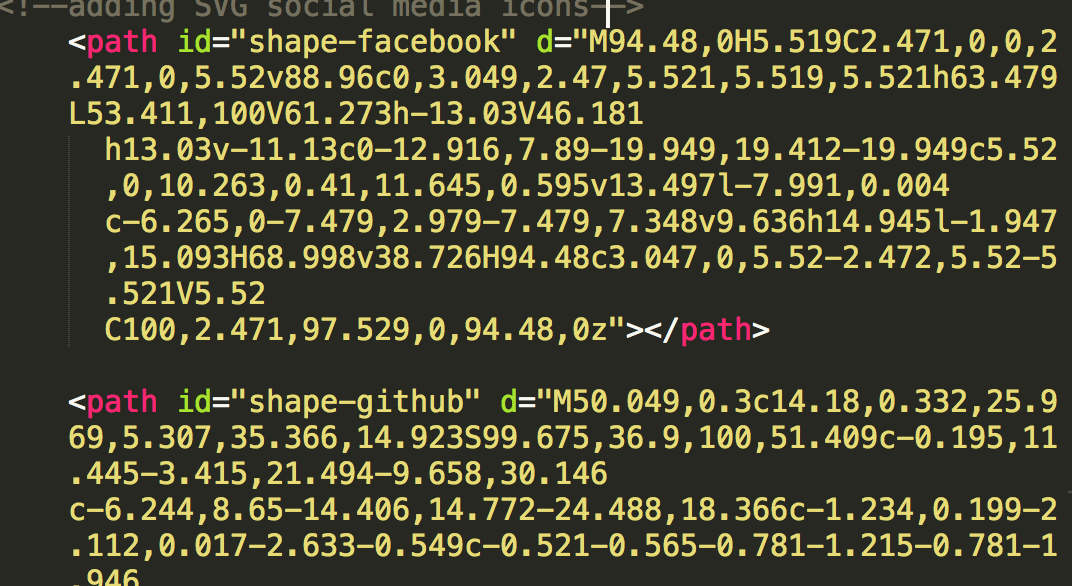 <!--adding SVG social media icons-->
<path id="shape-facebook" d="M94.48,0H5.519C2.471,0,0,2
.471,0,5.52v88.96c0,3.049,2.47,5.521,5.519,5.521h63.479
L53.411,100V61.273h-13.03V46.181
h13.03v-11.13c0-12.916,7.89-19.949,19.412-19.949c5.52
,0,10.263,0.41,11.645,0.595v13.497l-7.991,0.004
c-6.265,0-7.479,2.979-7.479,7.348v9.636h14.945l-1.947
,15.093H68.998v38.726H94.48c3.047,0,5.52-2.472,5.52-5
.521V5.52
C100,2.471,97.529,0,94.48,0z"></path>
<path id="shape-github" d="M50.049,0.3c14.18,0.332,25.9
69,5.307,35.366,14.923S99.675,36.9,100,51.409c-0.195,11
.445-3.415,21.494-9.658,30.146
c-6.244,8.65-14.406,14.772-24.488,18.366c-1.234,0.199-2
.112,0.017-2.633-0.549c-0.521-0.565-0.781-1.215-0.781-1
.946